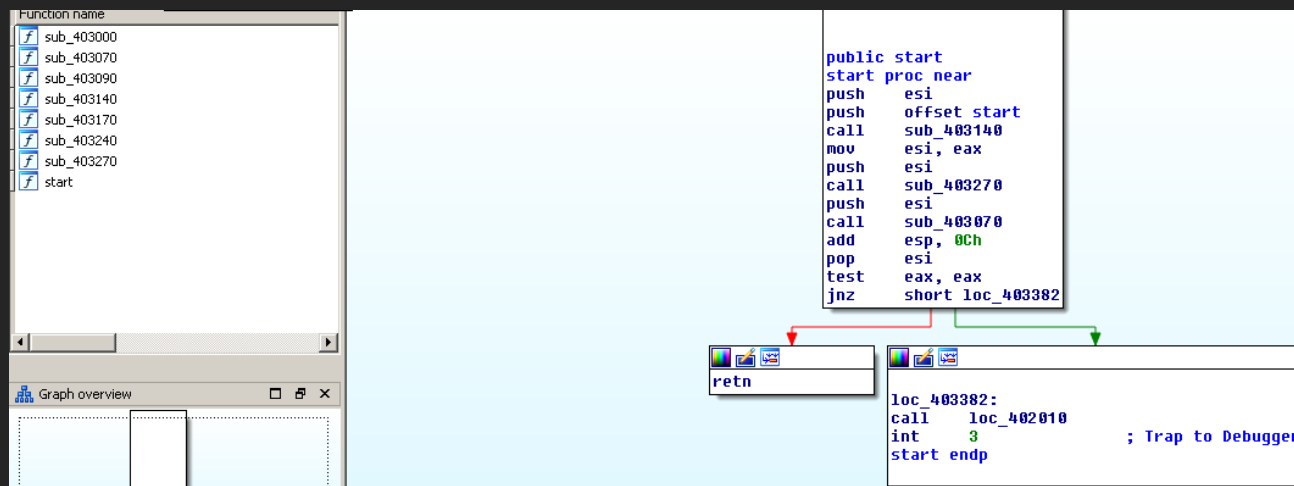 Function name
f sub_403000
f sub_403070
f sub_403090
f sub_403140
f sub_403170
f sub_403240
f sub_403270
f start
Graph overview
public start
start proc near
push esi
push offset start
call sub_403140
mov esi, eax
push esi
call sub_403270
push esi
call sub_403070
add esp, 0Ch
pop esi
test eax, eax
jnz short loc_403382
retn
loc_403382:
call loc_402010
int 3 ; Trap to Debugger
start endp